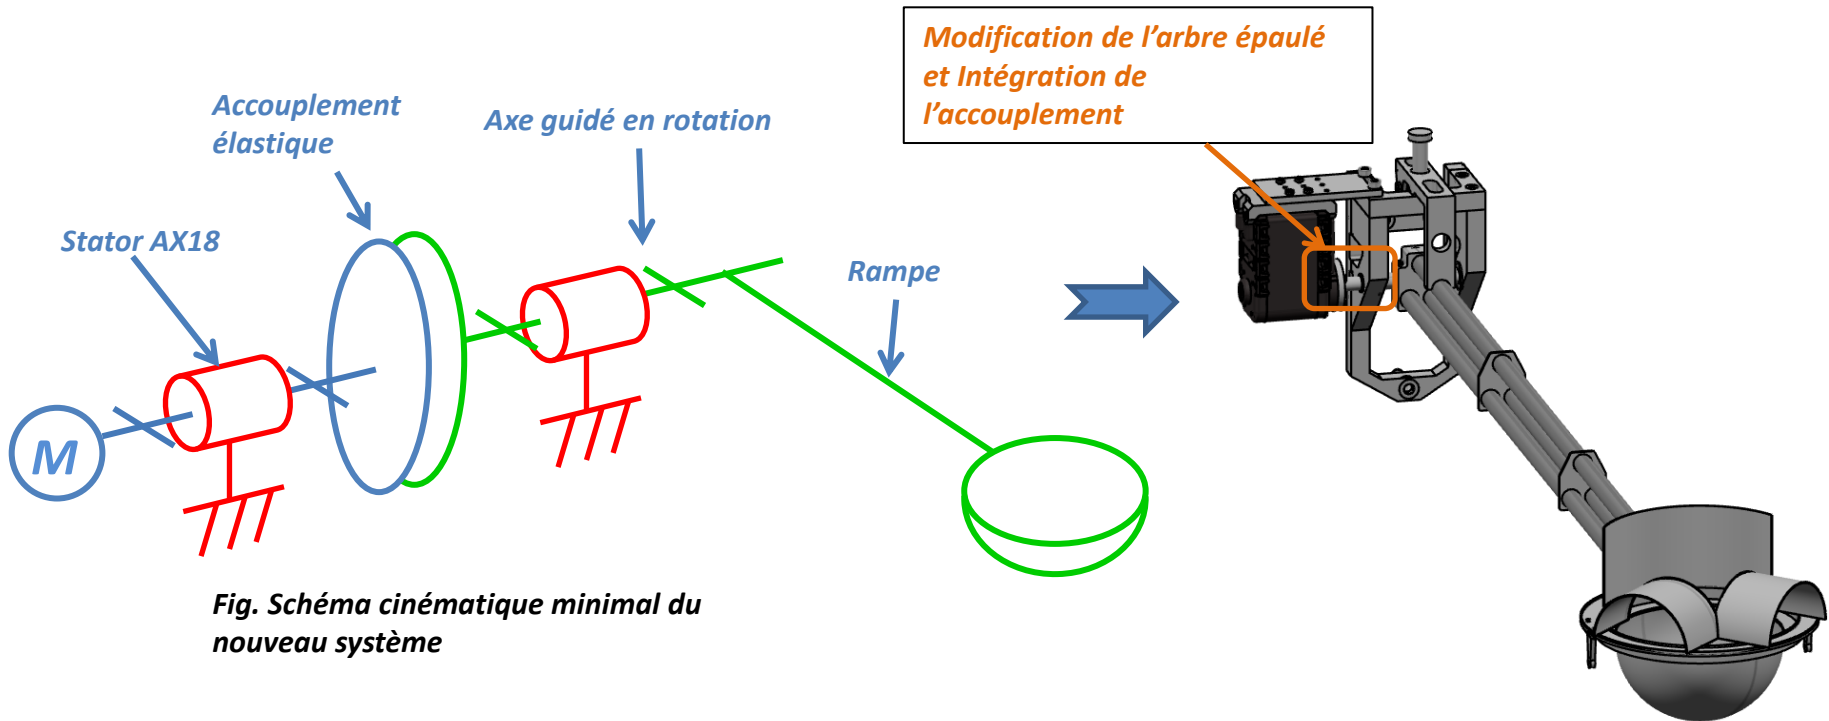 Modification de l’arbre épaulé
et Intégration de
l’accouplement
Accouplement
élastique
Axe guidé en rotation
Stator AX18
Rampe
M
Fig. Schéma cinématique minimal du
nouveau système